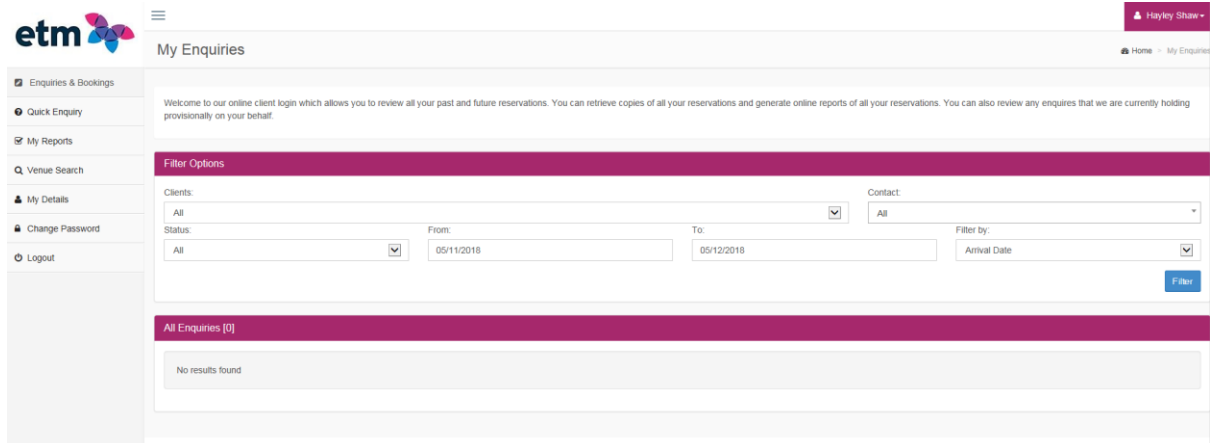 etm
Hayley Shaw
My Enquiries
Home > My Enquiries
Enquiries & Bookings
Quick Enquiry
My Reports
Venue Search
My Details
Change Password
Logout
Welcome to our online client login which allows you to review all your past and future reservations. You can retrieve copies of all your reservations and generate online reports of all your reservations. You can also review any enquires that we are currently holding
provisionally on your behalf.
Filter Options
Clients: Contact:
All All
Status: From: To: Filter by:
All 05/11/2018 05/12/2018 Arrival Date
Filter
All Enquiries [0]
No results found